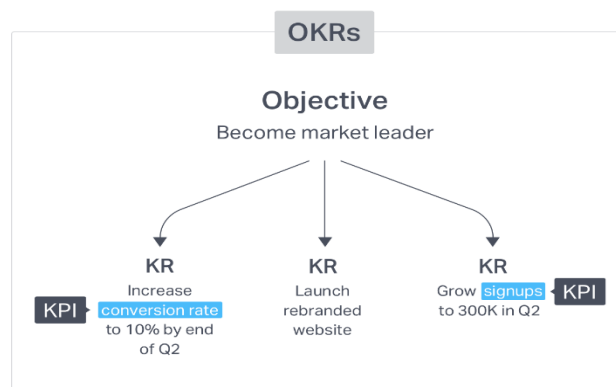 OKRs
Objective
Become market leader
KR
Increase
KPI
conversion rate
to 10% by end
of Q2
KR
Launch
rebranded
website
KR
Grow signups
KPI
to 300K in Q2